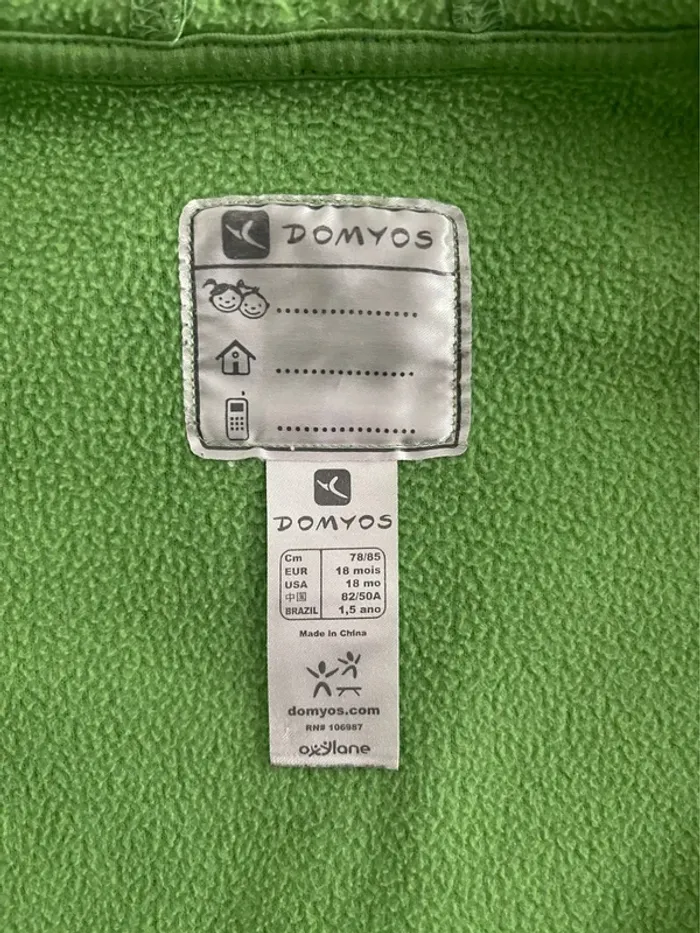 DOMYOS
DOMYOS
Cm 78/85
EUR 18 mois
USA 18 mo
中国 82/50A
BRAZIL 1,5 ano
Made in China
domyos.com
RN# 106987
oxylane